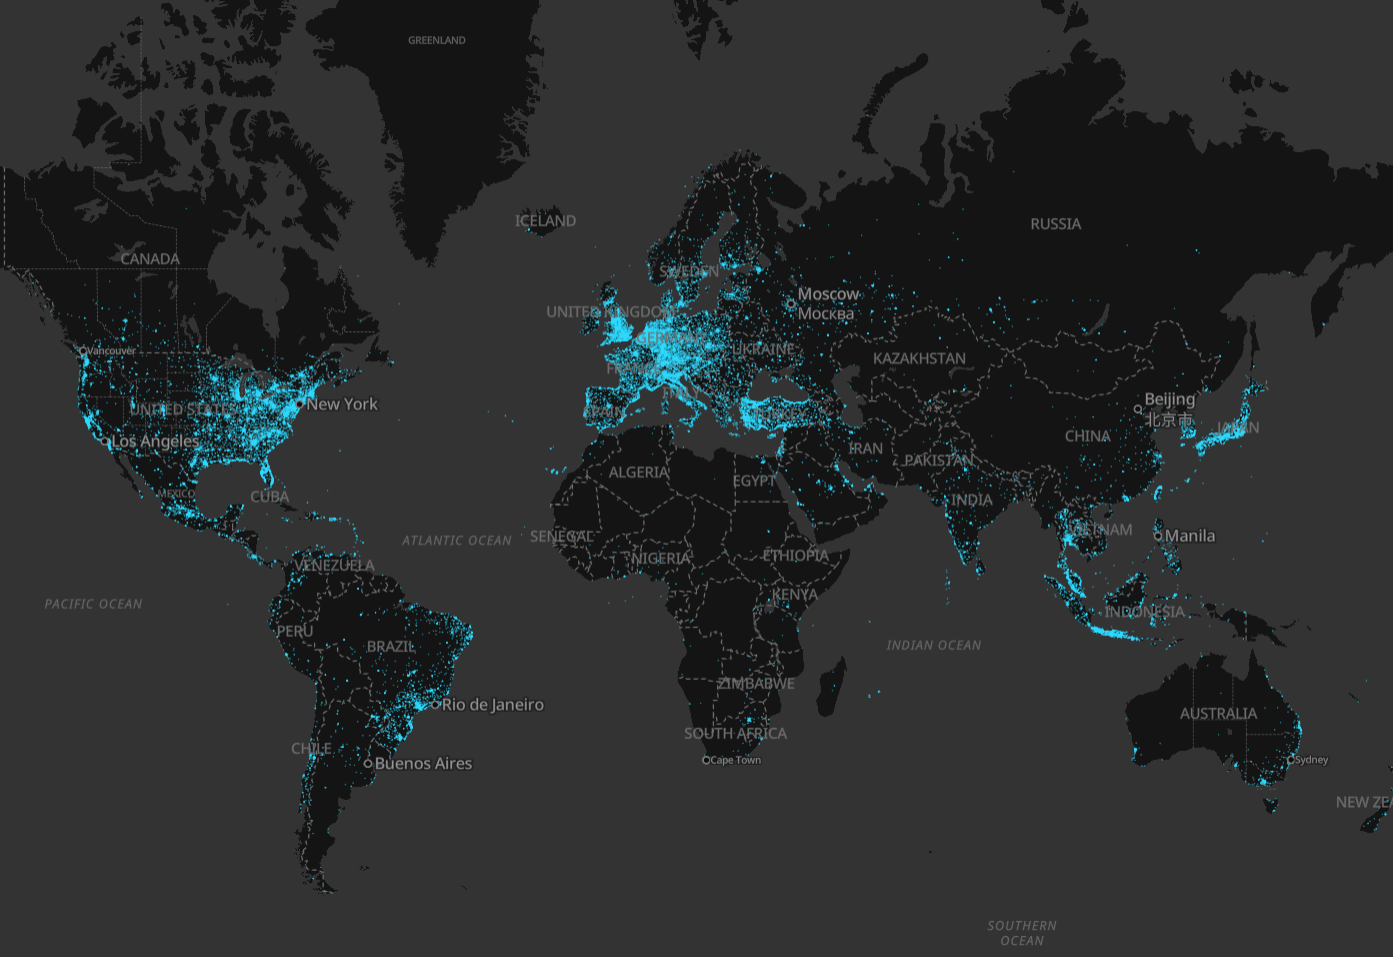 GREENLAND
ICELAND
RUSSIA
CANADA
SWEDEN
Moscow
Москва
UNITED KINGDOM
GERMANY
UKRAINE
Vancouver
KAZAKHSTAN
FRANCE
ITALY
Beijing
北京市
UNITED STATES
New York
SPAIN
TURKEY
JAPAN
CHINA
Los Angeles
IRAN
PAKISTAN
ALGERIA
EGYPT
MEXICO
CUBA
INDIA
ATLANTIC OCEAN
SENEGAL
VIETNAM
Manila
NIGERIA
ETHIOPIA
VENEZUELA
KENYA
PACIFIC OCEAN
INDONESIA
PERU
BRAZIL
INDIAN OCEAN
ZIMBABWE
Rio de Janeiro
AUSTRALIA
SOUTH AFRICA
CHILE
Buenos Aires
Cape Town
Sydney
NEW ZEA
SOUTHERN
OCEAN